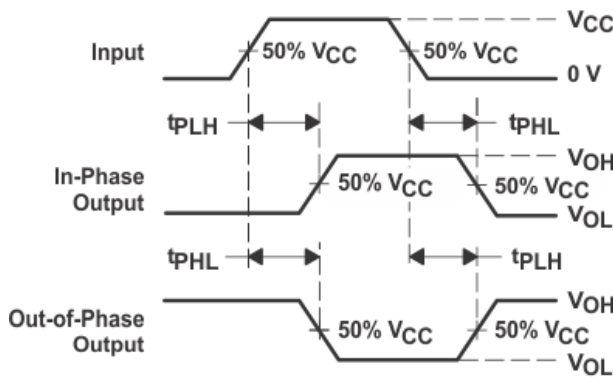 VCC
Input
50% VCC
50% VCC
0 V
tPLH
tPHL
VOH
In-Phase
Output
50% VCC
50% VCC
VOL
tPHL
tPLH
VOH
Out-of-Phase
Output
50% VCC
50% VCC
VOL